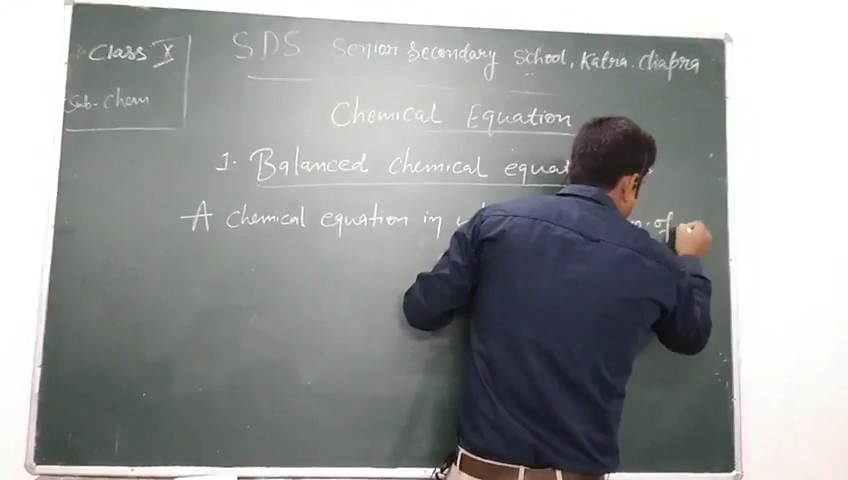 Class X
Sub-Chem
SDS Senior Secondary School, Katra. Chapra
Chemical Equation
1. Balanced chemical equat
A chemical equation in of